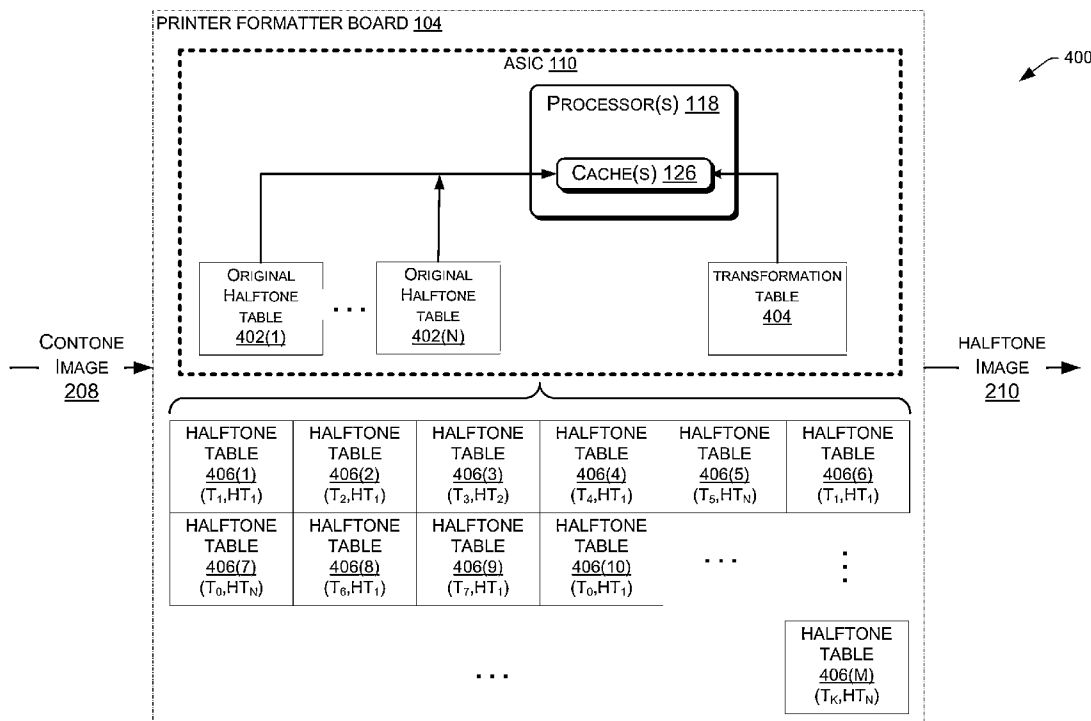 PRINTER FORMATTER BOARD 104
ASIC 110
400
PROCESSOR(S) 118
CACHE(S) 126
ORIGINAL
HALFTONE
TABLE
402(1)
...
ORIGINAL
HALFTONE
TABLE
402(N)
TRANSFORMATION
TABLE
404
CONTONE
IMAGE
208
HALFTONE
IMAGE
210
HALFTONE
TABLE
406(1)
(T1,HT1)
HALFTONE
TABLE
406(2)
(T2,HT1)
HALFTONE
TABLE
406(3)
(T3,HT2)
HALFTONE
TABLE
406(4)
(T4,HT1)
HALFTONE
TABLE
406(5)
(T5,HTN)
HALFTONE
TABLE
406(6)
(T1,HT1)
HALFTONE
TABLE
406(7)
(T0,HTN)
HALFTONE
TABLE
406(8)
(T6,HT1)
HALFTONE
TABLE
406(9)
(T7,HT1)
HALFTONE
TABLE
406(10)
(T0,HT1)
...
...
HALFTONE
TABLE
406(M)
(TK,HTN)